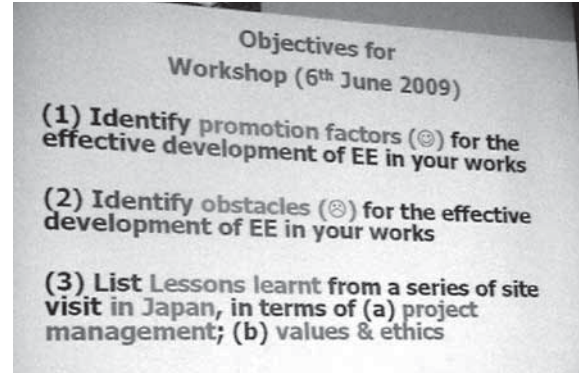 Objectives for
Workshop (6th June 2009)
(1) Identify promotion factors (☺) for the
effective development of EE in your works
(2) Identify obstacles (☹) for the effective
development of EE in your works
(3) List Lessons learnt from a series of site
visit in Japan, in terms of (a) project
management; (b) values & ethics